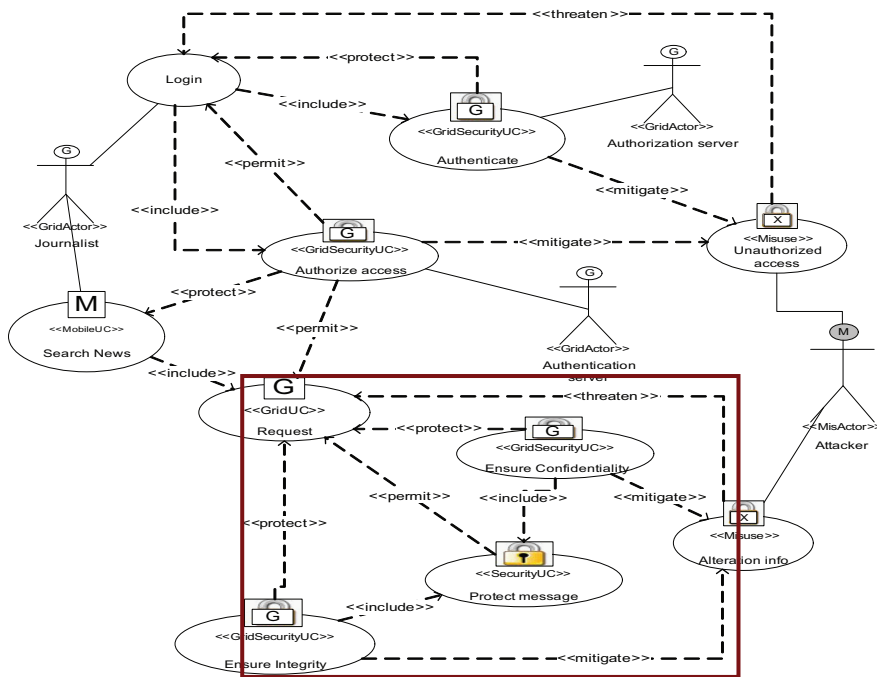 <<threaten>>
G
<<protect>>
Login
G
<<include>>
<<GridSecurityUC>>
Authenticate
<<GridActor>>
Authorization server
G
<<permit>>
<<mitigate>>
<<GridActor>>
Journalist
<<include>>
G
<<GridSecurityUC>>
Authorize access
<<mitigate>>
X
<<Misuse>>
Unauthorized
access
G
M
<<protect>>
<<MobileUC>>
Search News
<<permit>>
M
<<GridActor>>
Authentication
server
<<include>>
G
<<GridUC>>
Request
<<threaten>>
<<protect>>
G
<<GridSecurityUC>>
Ensure Confidentiality
<<MisActor>>
Attacker
<<permit>>
<<include>>
<<mitigate>>
<<protect>>
X
<<Misuse>>
Alteration info
<<SecurityUC>>
Protect message
G
<<include>>
<<GridSecurityUC>>
Ensure Integrity
<<mitigate>>